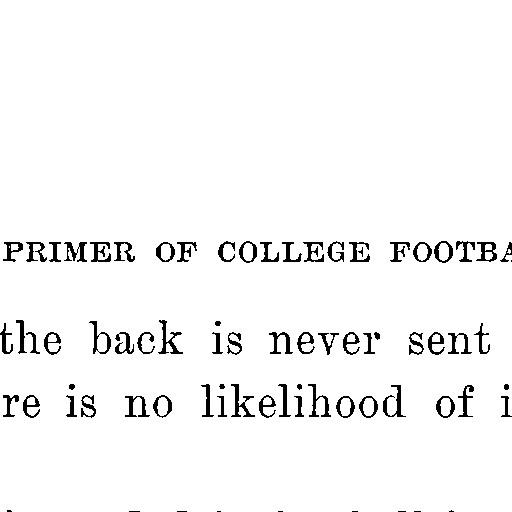 PRIMER OF COLLEGE FOOTBA
the back is never sent
re is no likelihood of i